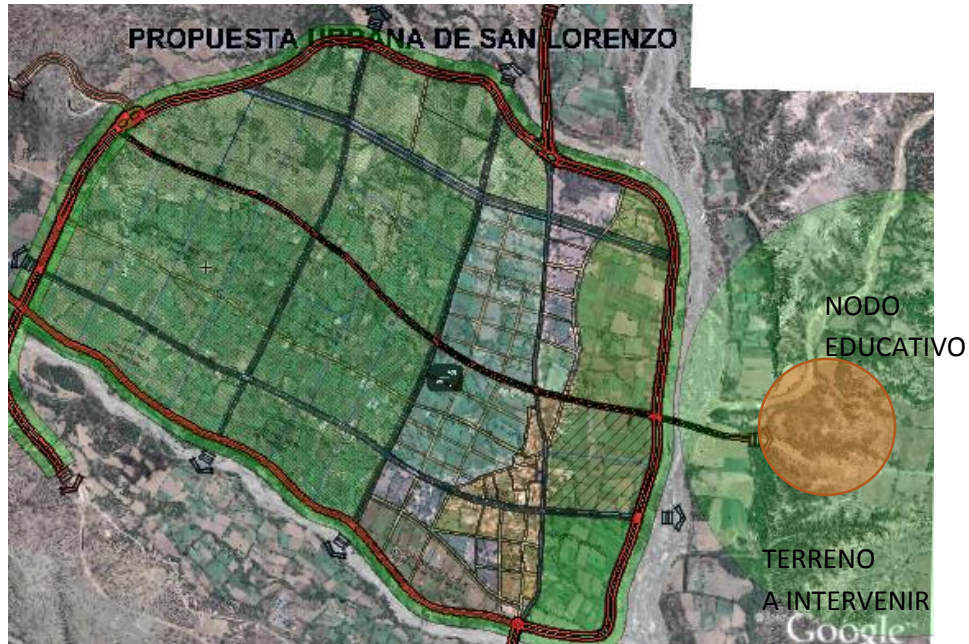 PROPUESTA URBANA DE SAN LORENZO
NODO
EDUCATIVO
TERRENO
A INTERVENIR
Google